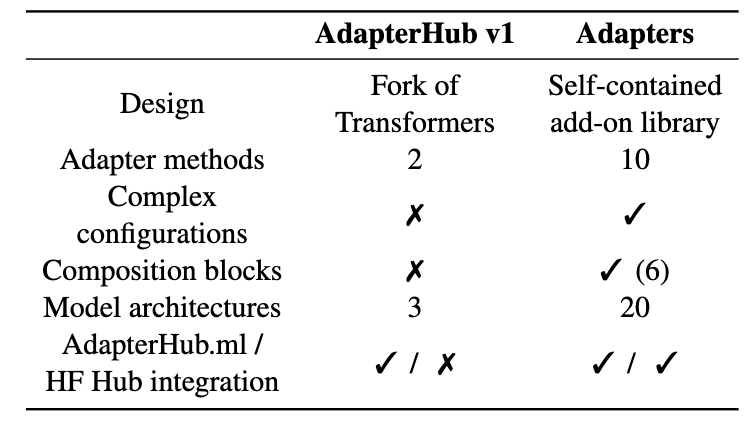 AdapterHub v1 Adapters
Design Fork of Transformers Self-contained add-on library
Adapter methods 2 10
Complex configurations ✗ ✓
Composition blocks ✗ ✓ (6)
Model architectures 3 20
AdapterHub.ml / HF Hub integration ✓ / ✗ ✓ / ✓